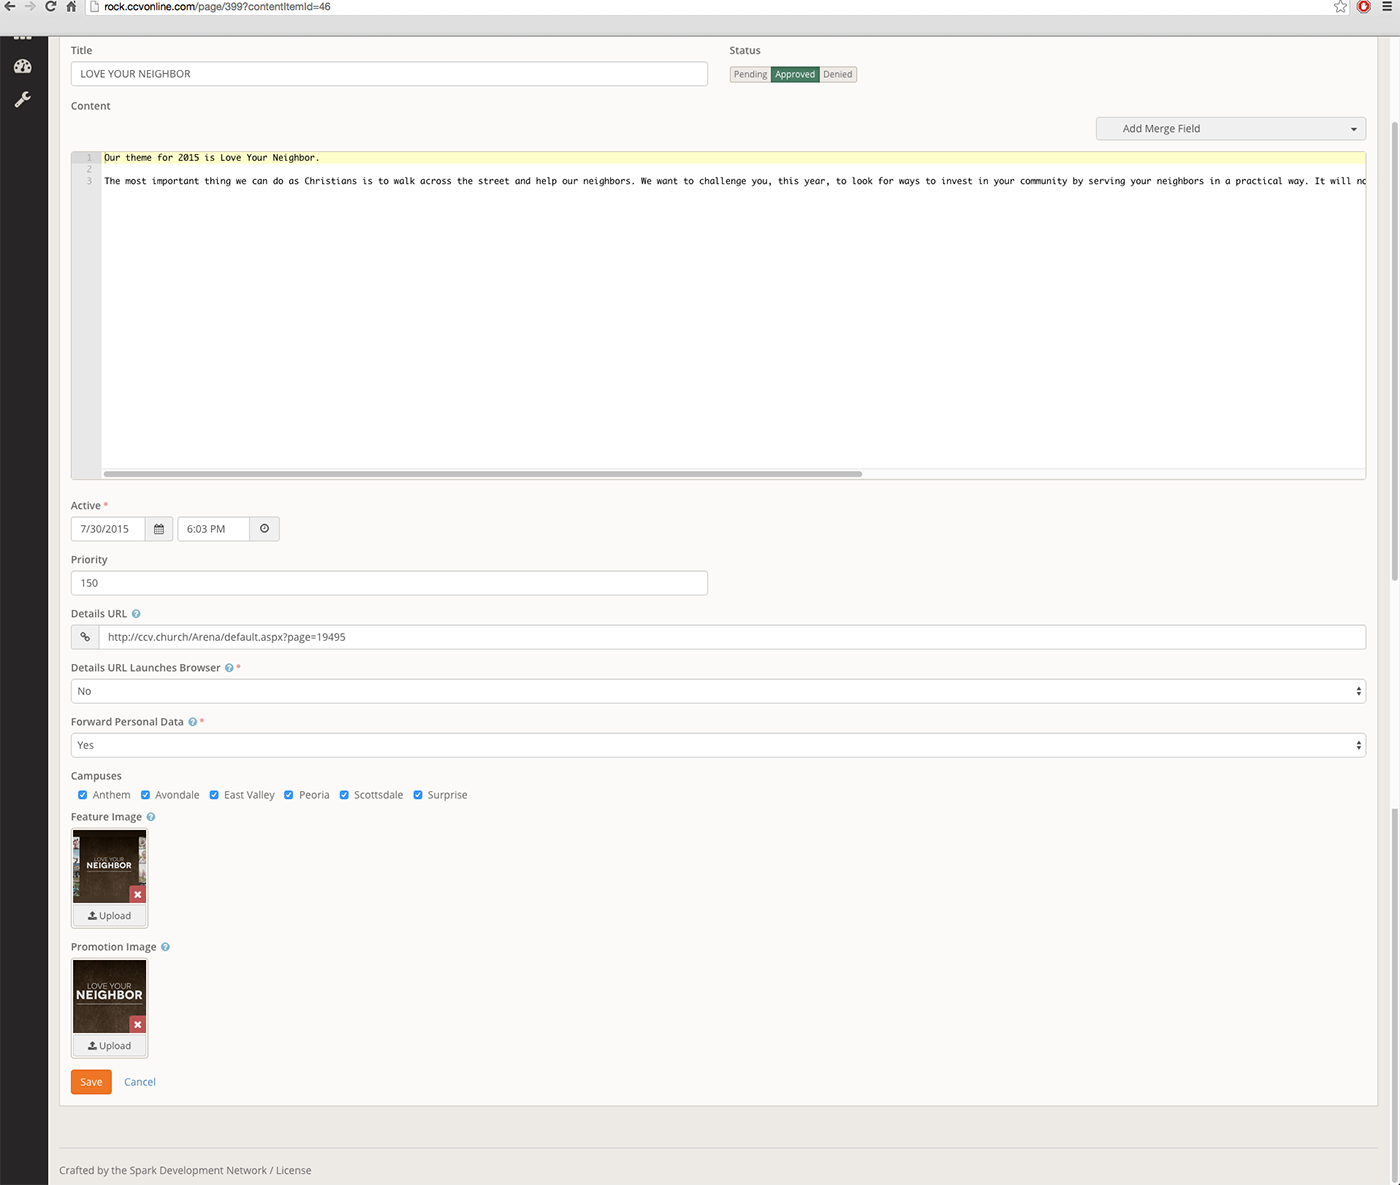 rock.ccvonline.com/page/399?contentItemId=46
Title
Status
LOVE YOUR NEIGHBOR
Pending Approved Denied
Content
Add Merge Field
1 Our theme for 2015 is Love Your Neighbor.
2
3 The most important thing we can do as Christians is to walk across the street and help our neighbors. We want to challenge you, this year, to look for ways to invest in your community by serving your neighbors in a practical way. It will no
Active *
7/30/2015 6:03 PM
Priority
150
Details URL ?
http://ccv.church/Arena/default.aspx?page=19495
Details URL Launches Browser ? *
No
Forward Personal Data ? *
Yes
Campuses
Anthem Avondale East Valley Peoria Scottsdale Surprise
Feature Image ?
LOVE YOUR
NEIGHBOR
Upload
Promotion Image ?
LOVE YOUR
NEIGHBOR
Upload
Save Cancel
Crafted by the Spark Development Network / License